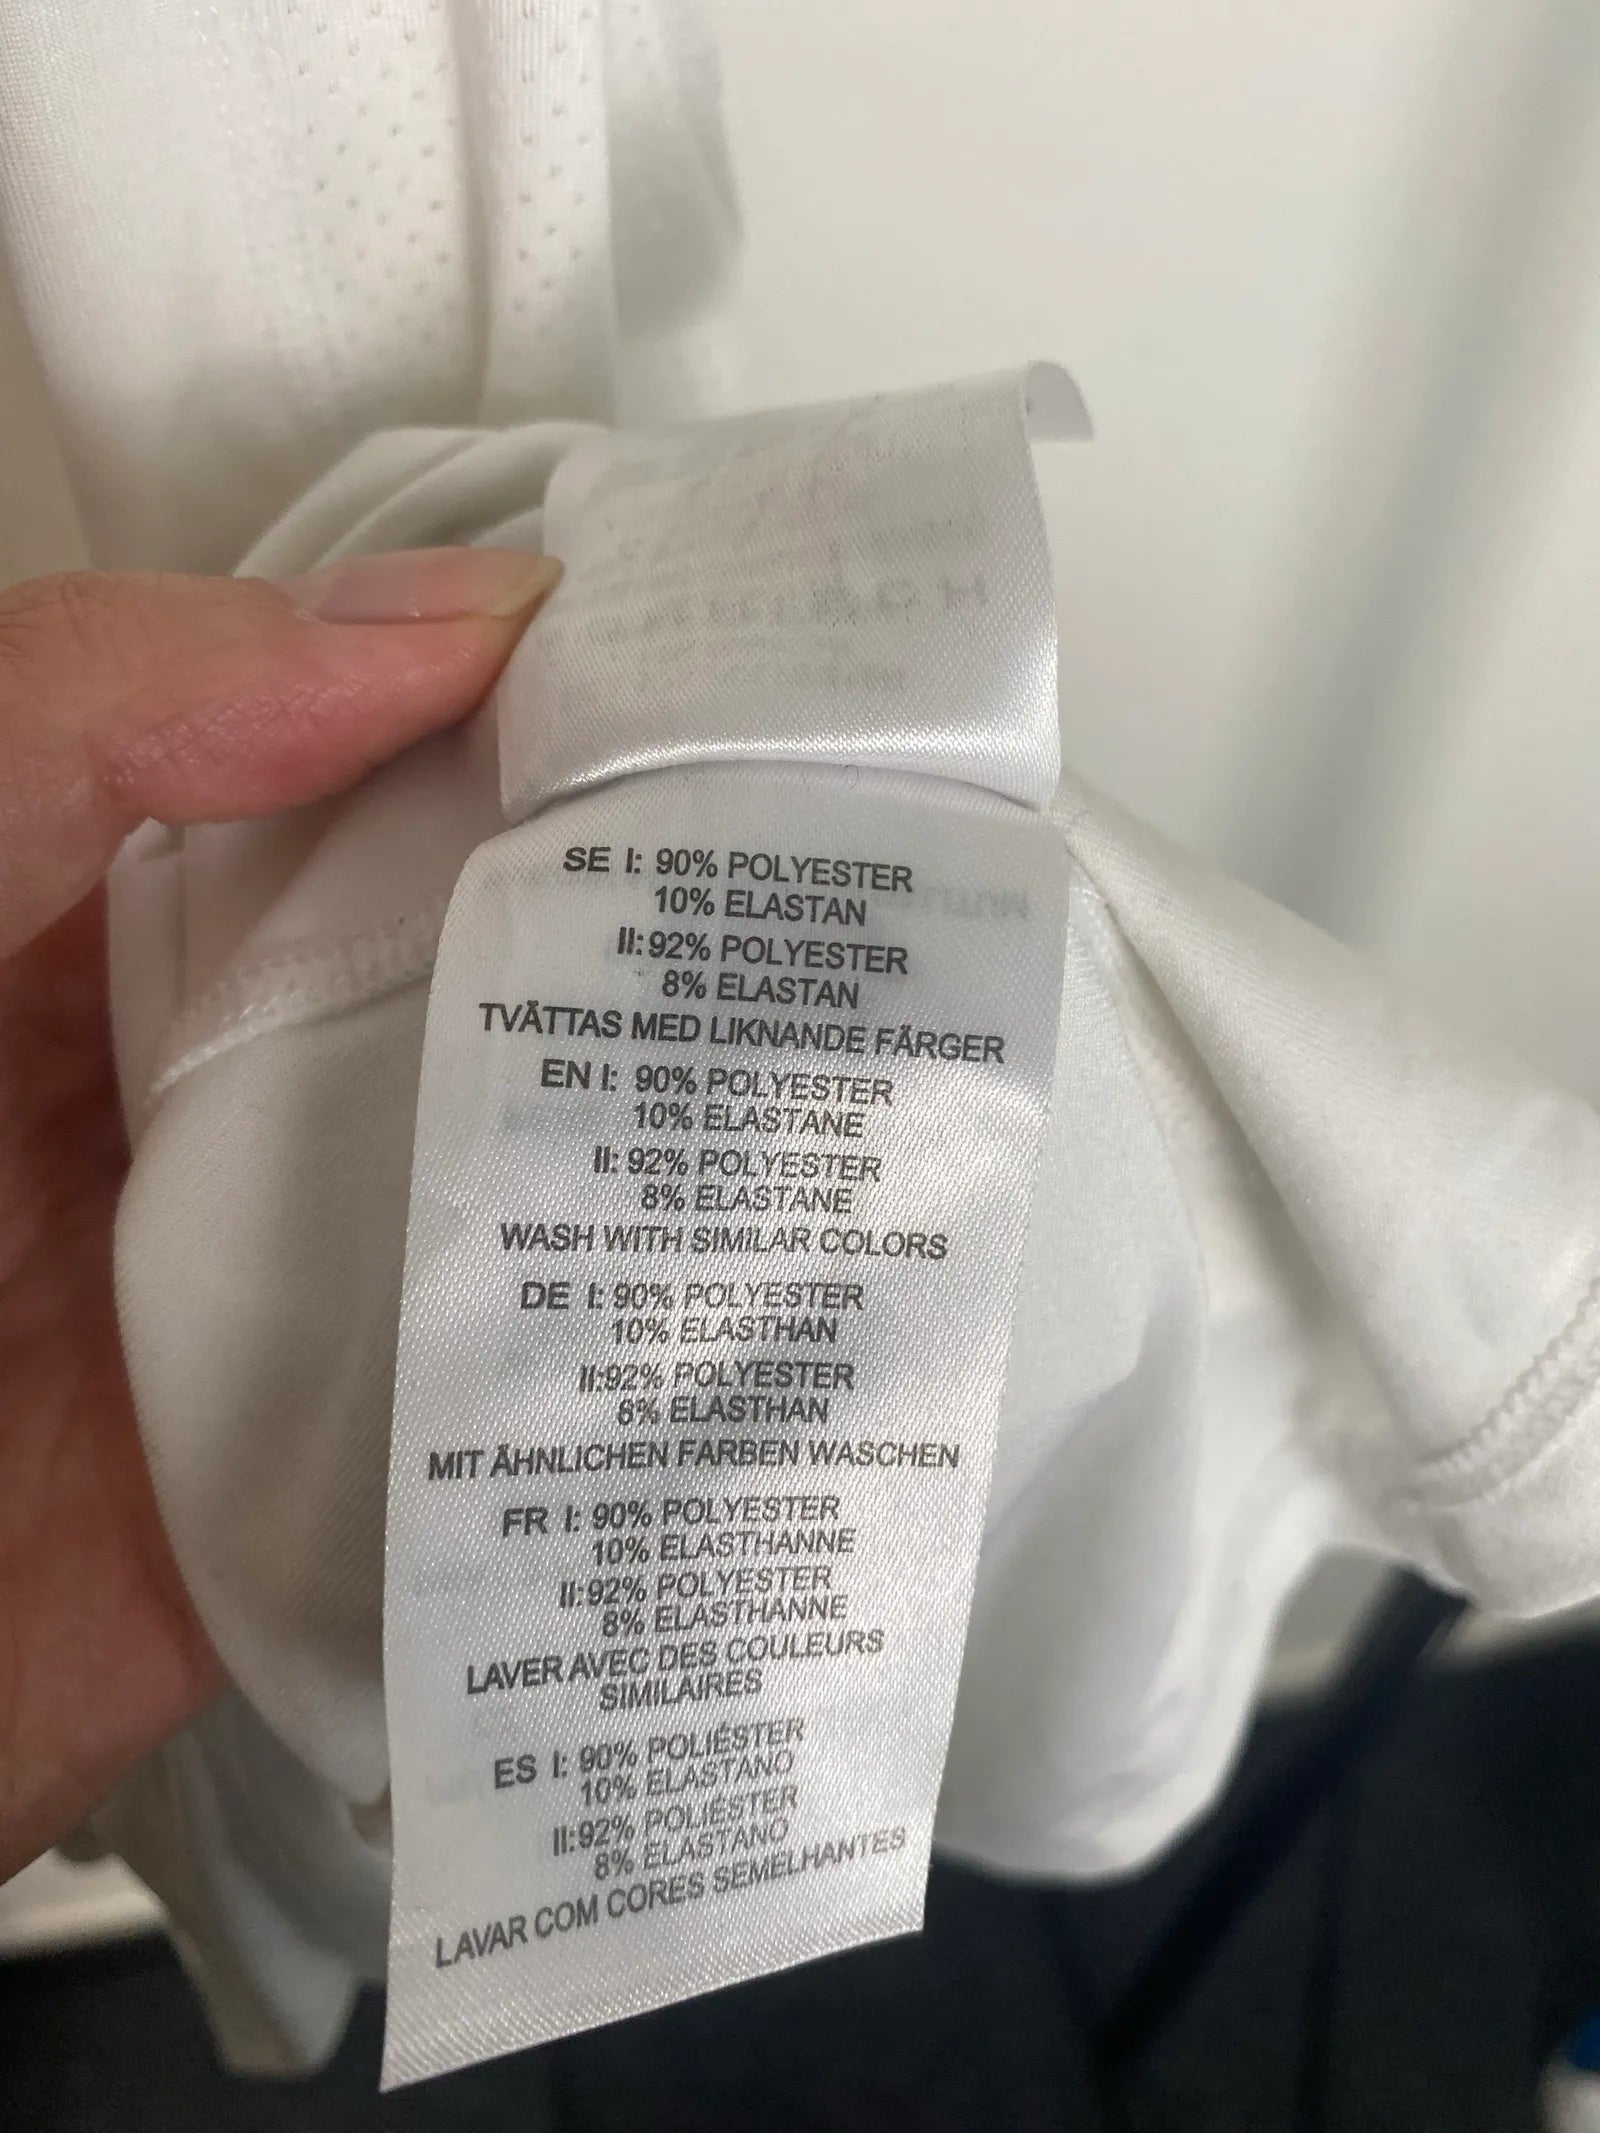 SE I: 90% POLYESTER
10% ELASTAN
II:92% POLYESTER
8% ELASTAN
TVÄTTAS MED LIKNANDE FÄRGER
EN I: 90% POLYESTER
10% ELASTANE
II: 92% POLYESTER
8% ELASTANE
WASH WITH SIMILAR COLORS
DE I: 90% POLYESTER
10% ELASTHAN
II:92% POLYESTER
8% ELASTHAN
MIT ÄHNLICHEN FARBEN WASCHEN
FR I: 90% POLYESTER
10% ELASTHANNE
II:92% POLYESTER
8% ELASTHANNE
LAVER AVEC DES COULEURS
SIMILAIRES
ES I: 90% POLIÉSTER
10% ELASTANO
II:92% POLIÉSTER
8% ELASTANO
LAVAR COM CORES SEMELHANTES